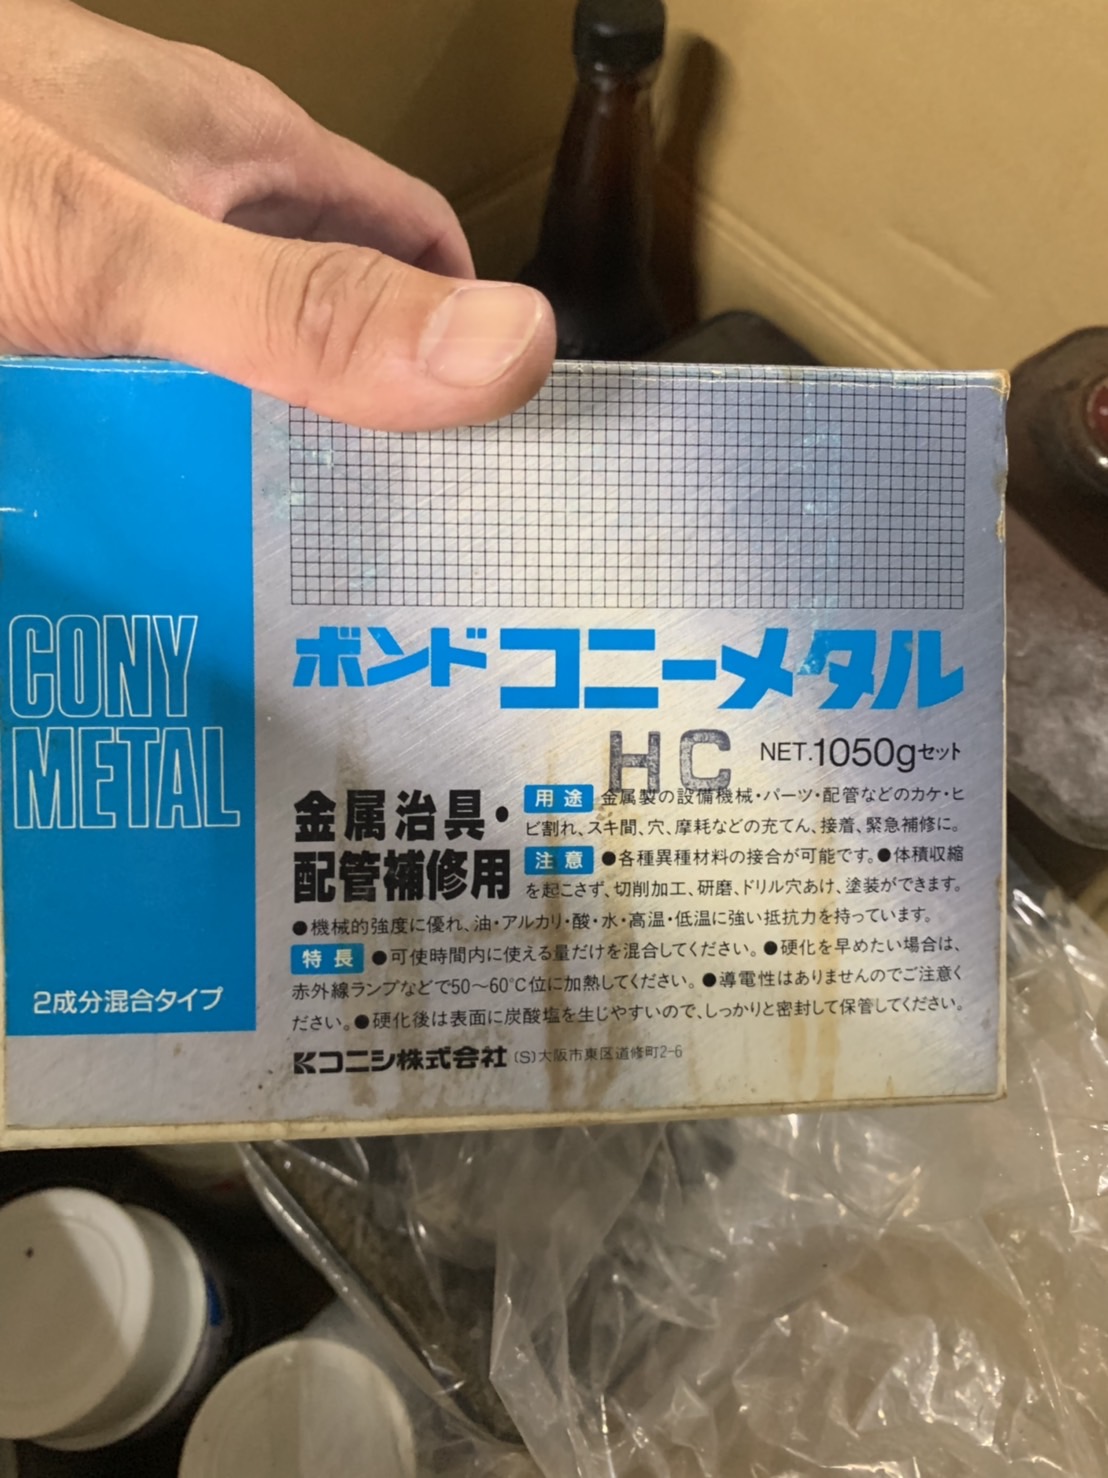 CONY
METAL
2成分混合タイプ
ボンドコニーメタル
HC NET.1050gセット
金属治具・
配管補修用
用途 金属製の設備機械・パーツ・配管などのカケ・ヒ
ビ割れ、スキ間、穴、摩耗などの充てん、接着、緊急補修に。
注意 ●各種異種材料の接合が可能です。●体積収縮
を起こさず、切削加工、研磨、ドリル穴あけ、塗装ができます。
●機械的強度に優れ、油・アルカリ・酸・水・高温・低温に強い抵抗力を持っています。
特長 ●可使時間内に使える量だけを混合してください。●硬化を早めたい場合は、
赤外線ランプなどで50〜60℃位に加熱してください。●導電性はありませんのでご注意く
ださい。●硬化後は表面に炭酸塩を生じやすいので、しっかりと密封して保管してください。
コニシ株式会社 (S)大阪市東区道修町2-6